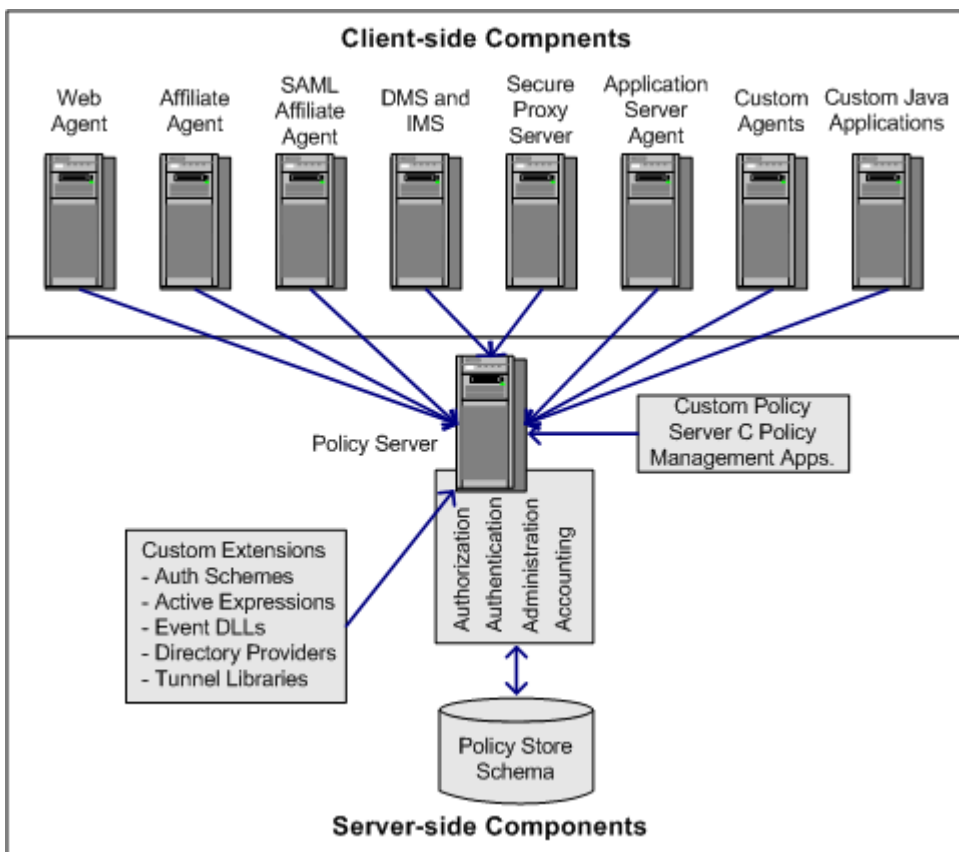 Client-side Compnents
Web
Agent
Affiliate
Agent
SAML
Affiliate
Agent
DMS and
IMS
Secure
Proxy
Server
Application
Server
Agent
Custom
Agents
Custom Java
Applications
Policy Server
Custom Policy
Server C Policy
Management Apps.
Authorization
Authentication
Administration
Accounting
Custom Extensions
- Auth Schemes
- Active Expressions
- Event DLLs
- Directory Providers
- Tunnel Libraries
Policy Store
Schema
Server-side Components